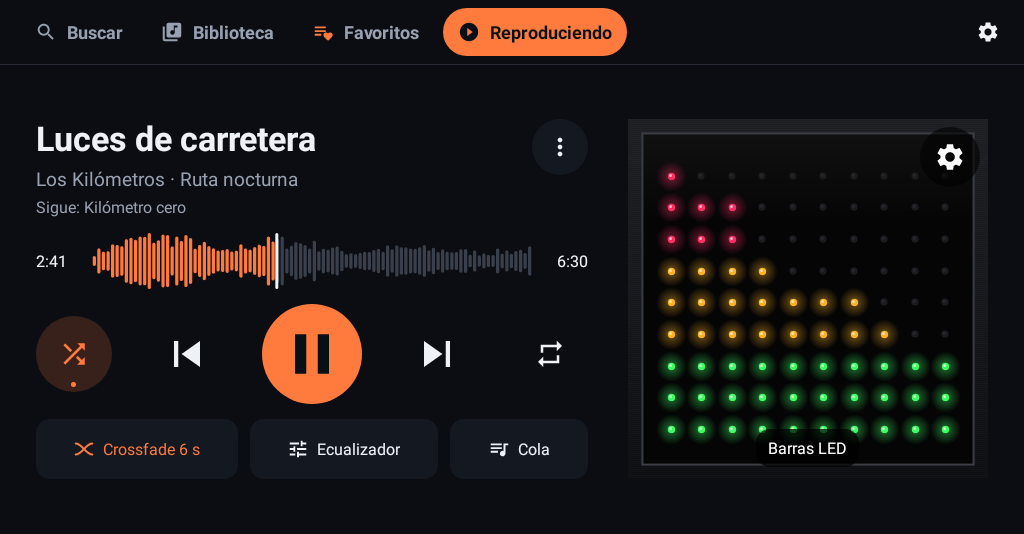 Buscar
Biblioteca
Favoritos
Reproduciendo
Luces de carretera
Los Kilómetros · Ruta nocturna
Sigue: Kilómetro cero
2:41
6:30
Crossfade 6 s
Ecualizador
Cola
Barras LED